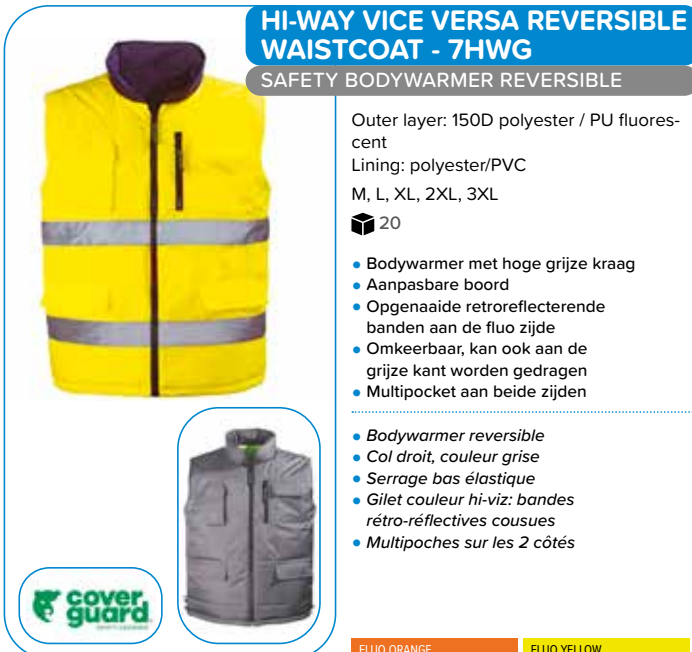 HI-WAY VICE VERSA REVERSIBLE
WAISTCOAT - 7HWG
SAFETY BODYWARMER REVERSIBLE
Outer layer: 150D polyester / PU fluores-
cent
Lining: polyester/PVC
M, L, XL, 2XL, 3XL
20
• Bodywarmer met hoge grijze kraag
• Aanpasbare boord
• Opgenaaide retroreflecterende
banden aan de fluo zijde
• Omkeerbaar, kan ook aan de
grijze kant worden gedragen
• Multipocket aan beide zijden
• Bodywarmer reversible
• Col droit, couleur grise
• Serrage bas élastique
• Gilet couleur hi-viz: bandes
rétro-réflectives cousues
• Multipoches sur les 2 côtés
cover
guard
FLUO ORANGE
FLUO YELLOW